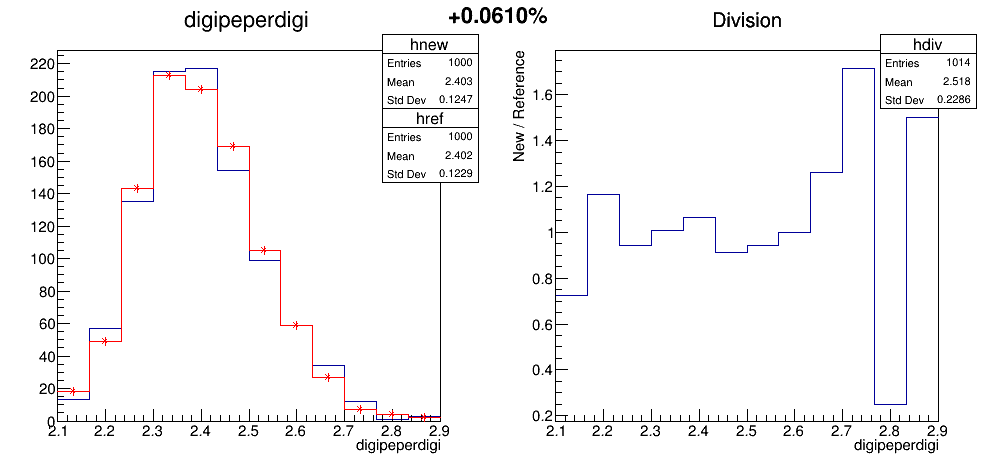 digipeperdigi
+0.0610%
Division
hnew
Entries 1000
Mean 2.403
Std Dev 0.1247
href
Entries 1000
Mean 2.402
Std Dev 0.1229
220
200
180
160
140
120
100
80
60
40
20
0
2.1 2.2 2.3 2.4 2.5 2.6 2.7 2.8 2.9
digipeperdigi
hdiv
Entries 1014
Mean 2.518
Std Dev 0.2286
New / Reference
1.6
1.4
1.2
1
0.8
0.6
0.4
0.2
2.1 2.2 2.3 2.4 2.5 2.6 2.7 2.8 2.9
digipeperdigi